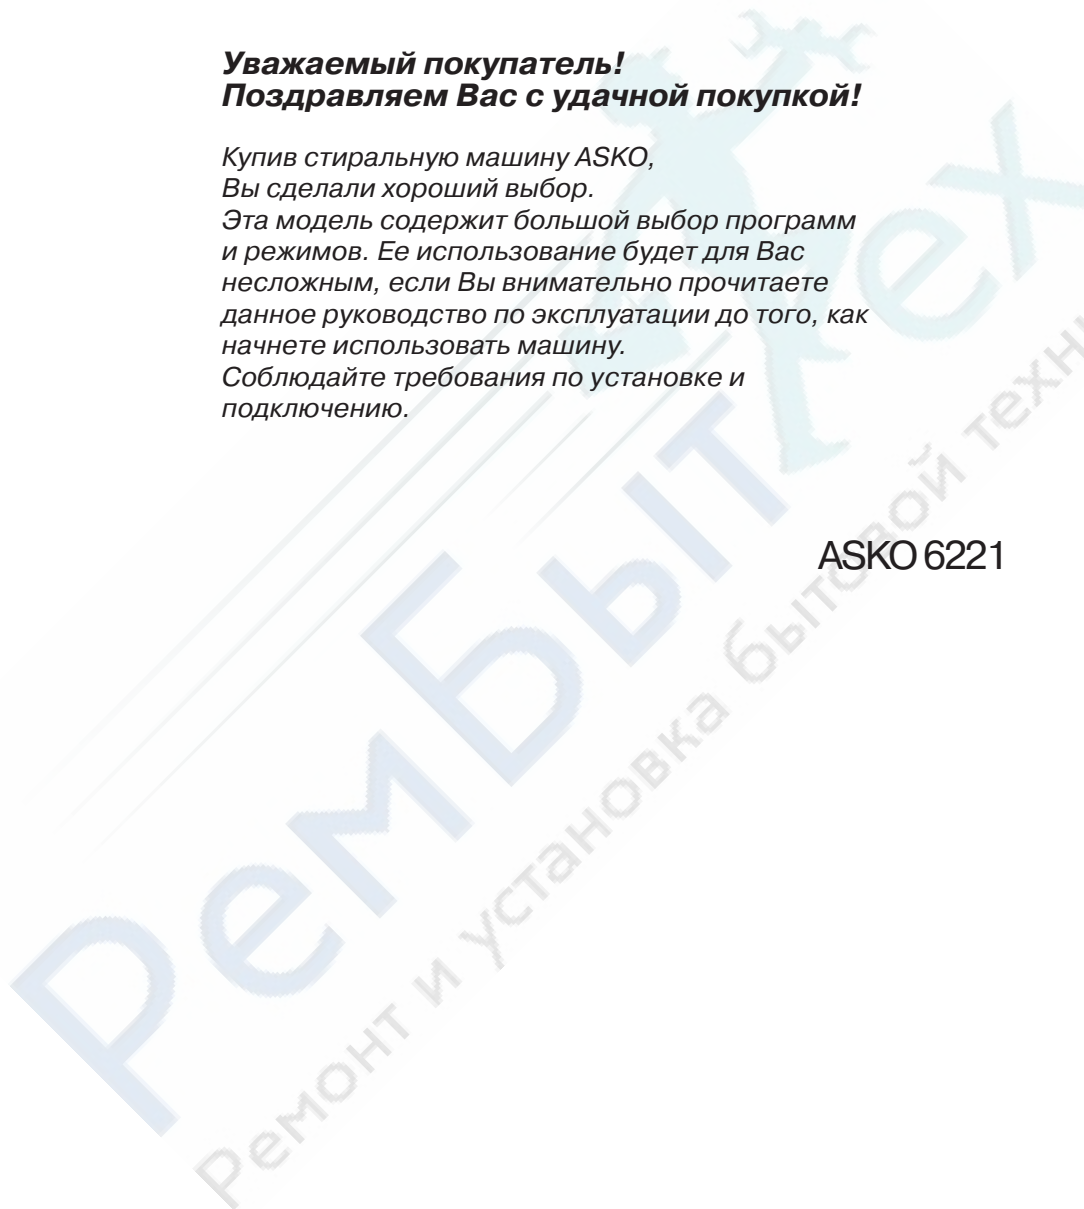 Уважаемый покупатель!
Поздравляем Вас с удачной покупкой!
Купив стиральную машину ASKO,
Вы сделали хороший выбор.
Эта модель содержит большой выбор программ
и режимов. Ее использование будет для Вас
несложным, если Вы внимательно прочитаете
данное руководство по эксплуатации до того, как
начнете использовать машину.
Соблюдайте требования по установке и
подключению.
ASKO 6221
РемБытТех
Ремонт и установка бытовой техни